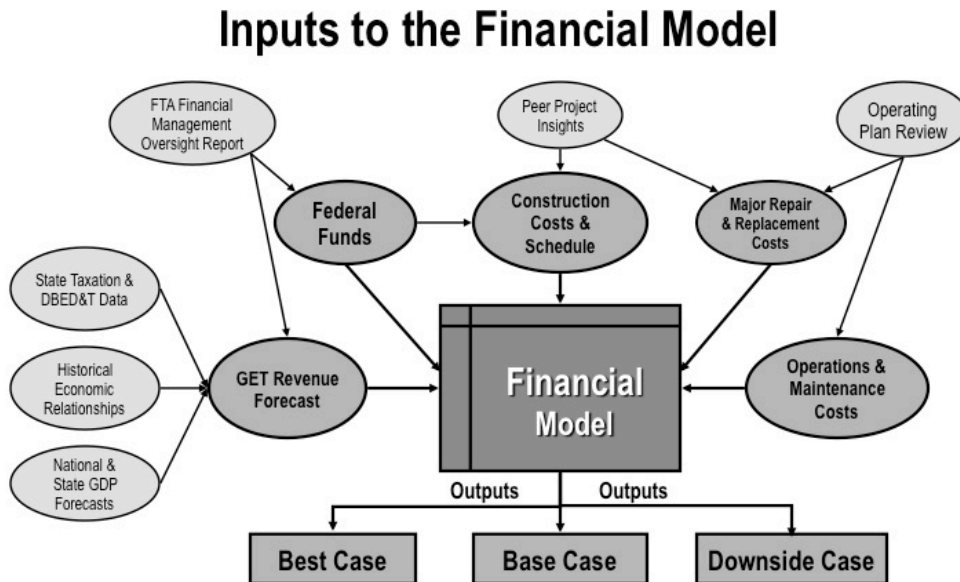 Inputs to the Financial Model
FTA Financial
Management
Oversight Report
Peer Project
Insights
Operating
Plan Review
Federal
Funds
Construction
Costs &
Schedule
Major Repair
& Replacement
Costs
State Taxation &
DBED&T Data
Historical
Economic
Relationships
National &
State GDP
Forecasts
GET Revenue
Forecast
Financial
Model
Operations &
Maintenance
Costs
Outputs
Outputs
Best Case
Base Case
Downside Case